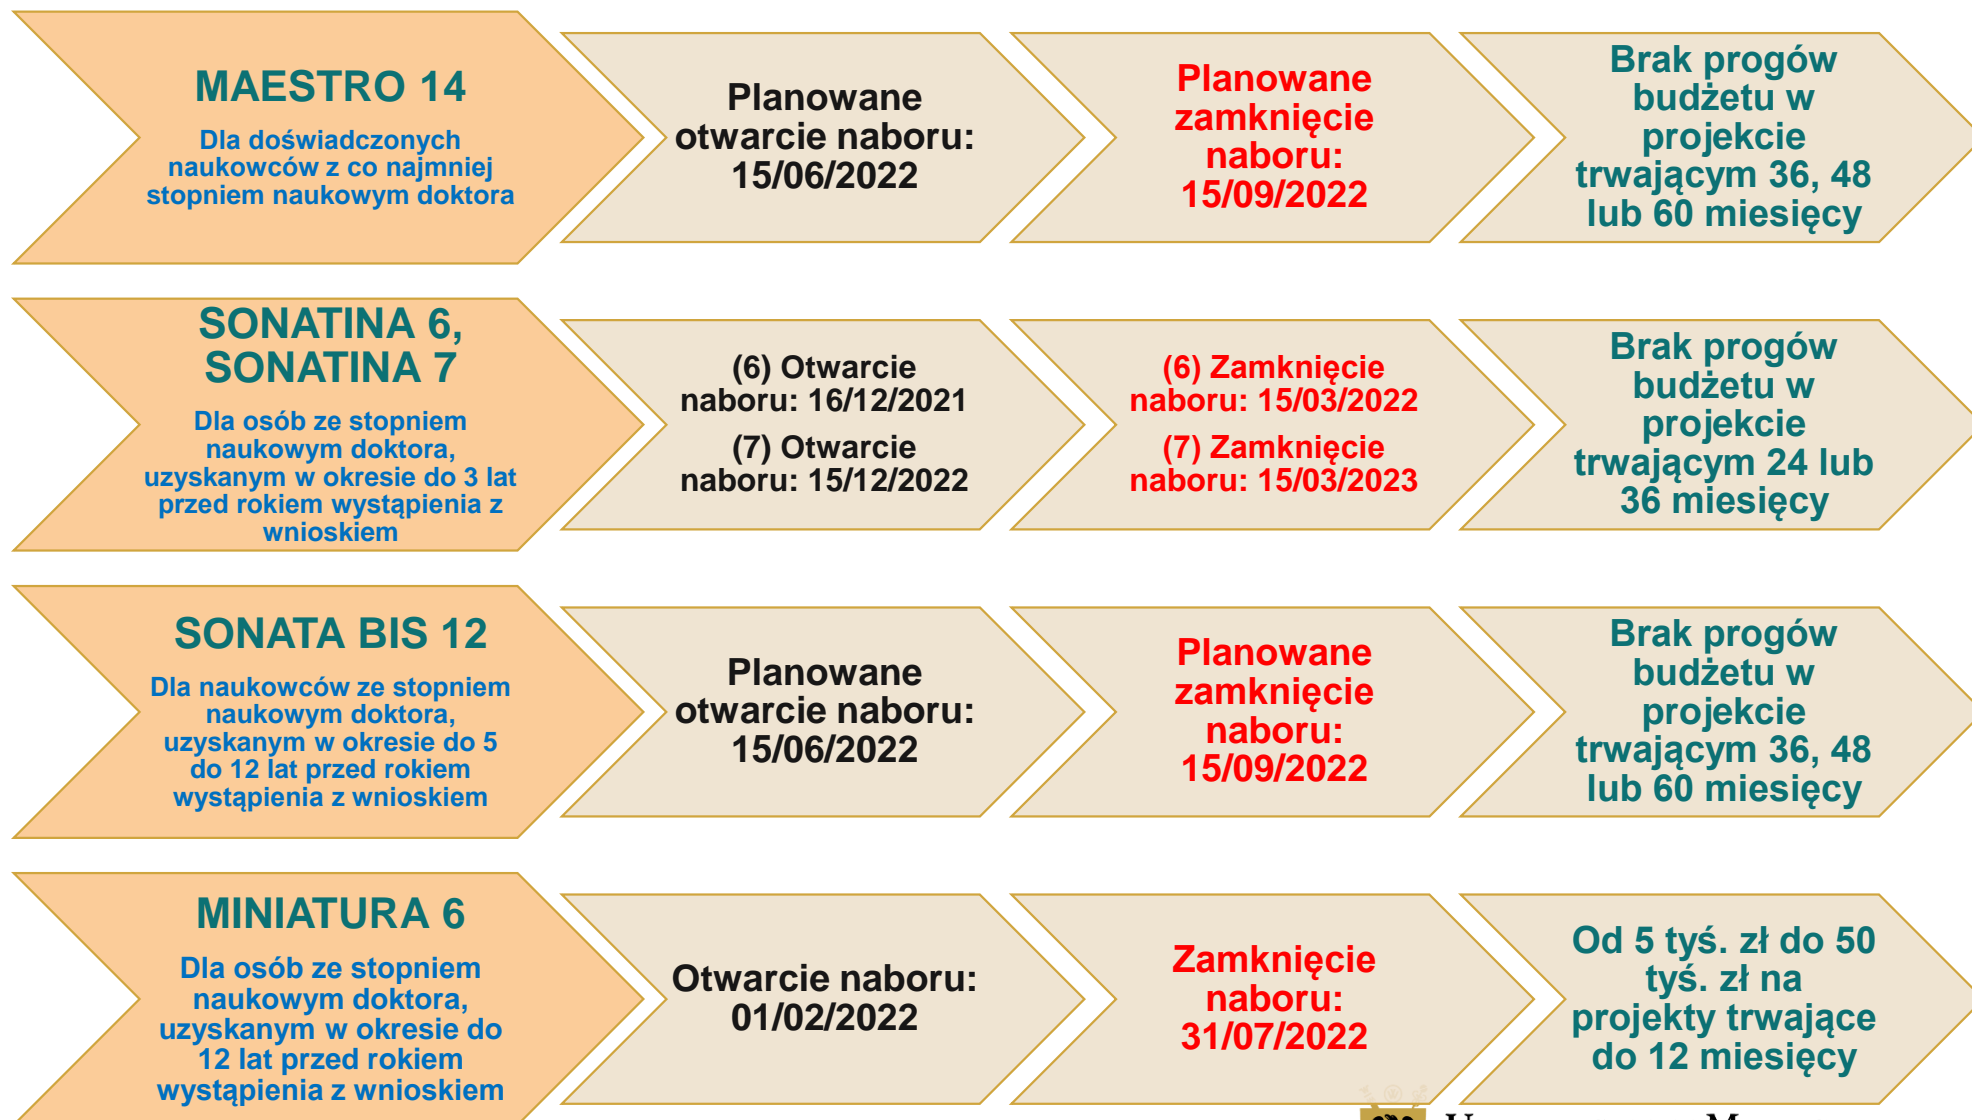 MAESTRO 14
Dla doświadczonych
naukowców z co najmniej
stopniem naukowym doktora
Planowane
otwarcie naboru:
15/06/2022
Planowane
zamknięcie
naboru:
15/09/2022
Brak progów
budżetu w
projekcie
trwającym 36, 48
lub 60 miesięcy
SONATINA 6,
SONATINA 7
Dla osób ze stopniem
naukowym doktora,
uzyskanym w okresie do 3 lat
przed rokiem wystąpienia z
wnioskiem
(6) Otwarcie
naboru: 16/12/2021
(7) Otwarcie
naboru: 15/12/2022
(6) Zamknięcie
naboru: 15/03/2022
(7) Zamknięcie
naboru: 15/03/2023
Brak progów
budżetu w
projekcie
trwającym 24 lub
36 miesięcy
SONATA BIS 12
Dla naukowców ze stopniem
naukowym doktora,
uzyskanym w okresie do 5
do 12 lat przed rokiem
wystąpienia z wnioskiem
Planowane
otwarcie naboru:
15/06/2022
Planowane
zamknięcie
naboru:
15/09/2022
Brak progów
budżetu w
projekcie
trwającym 36, 48
lub 60 miesięcy
MINIATURA 6
Dla osób ze stopniem
naukowym doktora,
uzyskanym w okresie do
12 lat przed rokiem
wystąpienia z wnioskiem
Otwarcie naboru:
01/02/2022
Zamknięcie
naboru:
31/07/2022
Od 5 tyś. zł do 50
tyś. zł na
projekty trwające
do 12 miesięcy